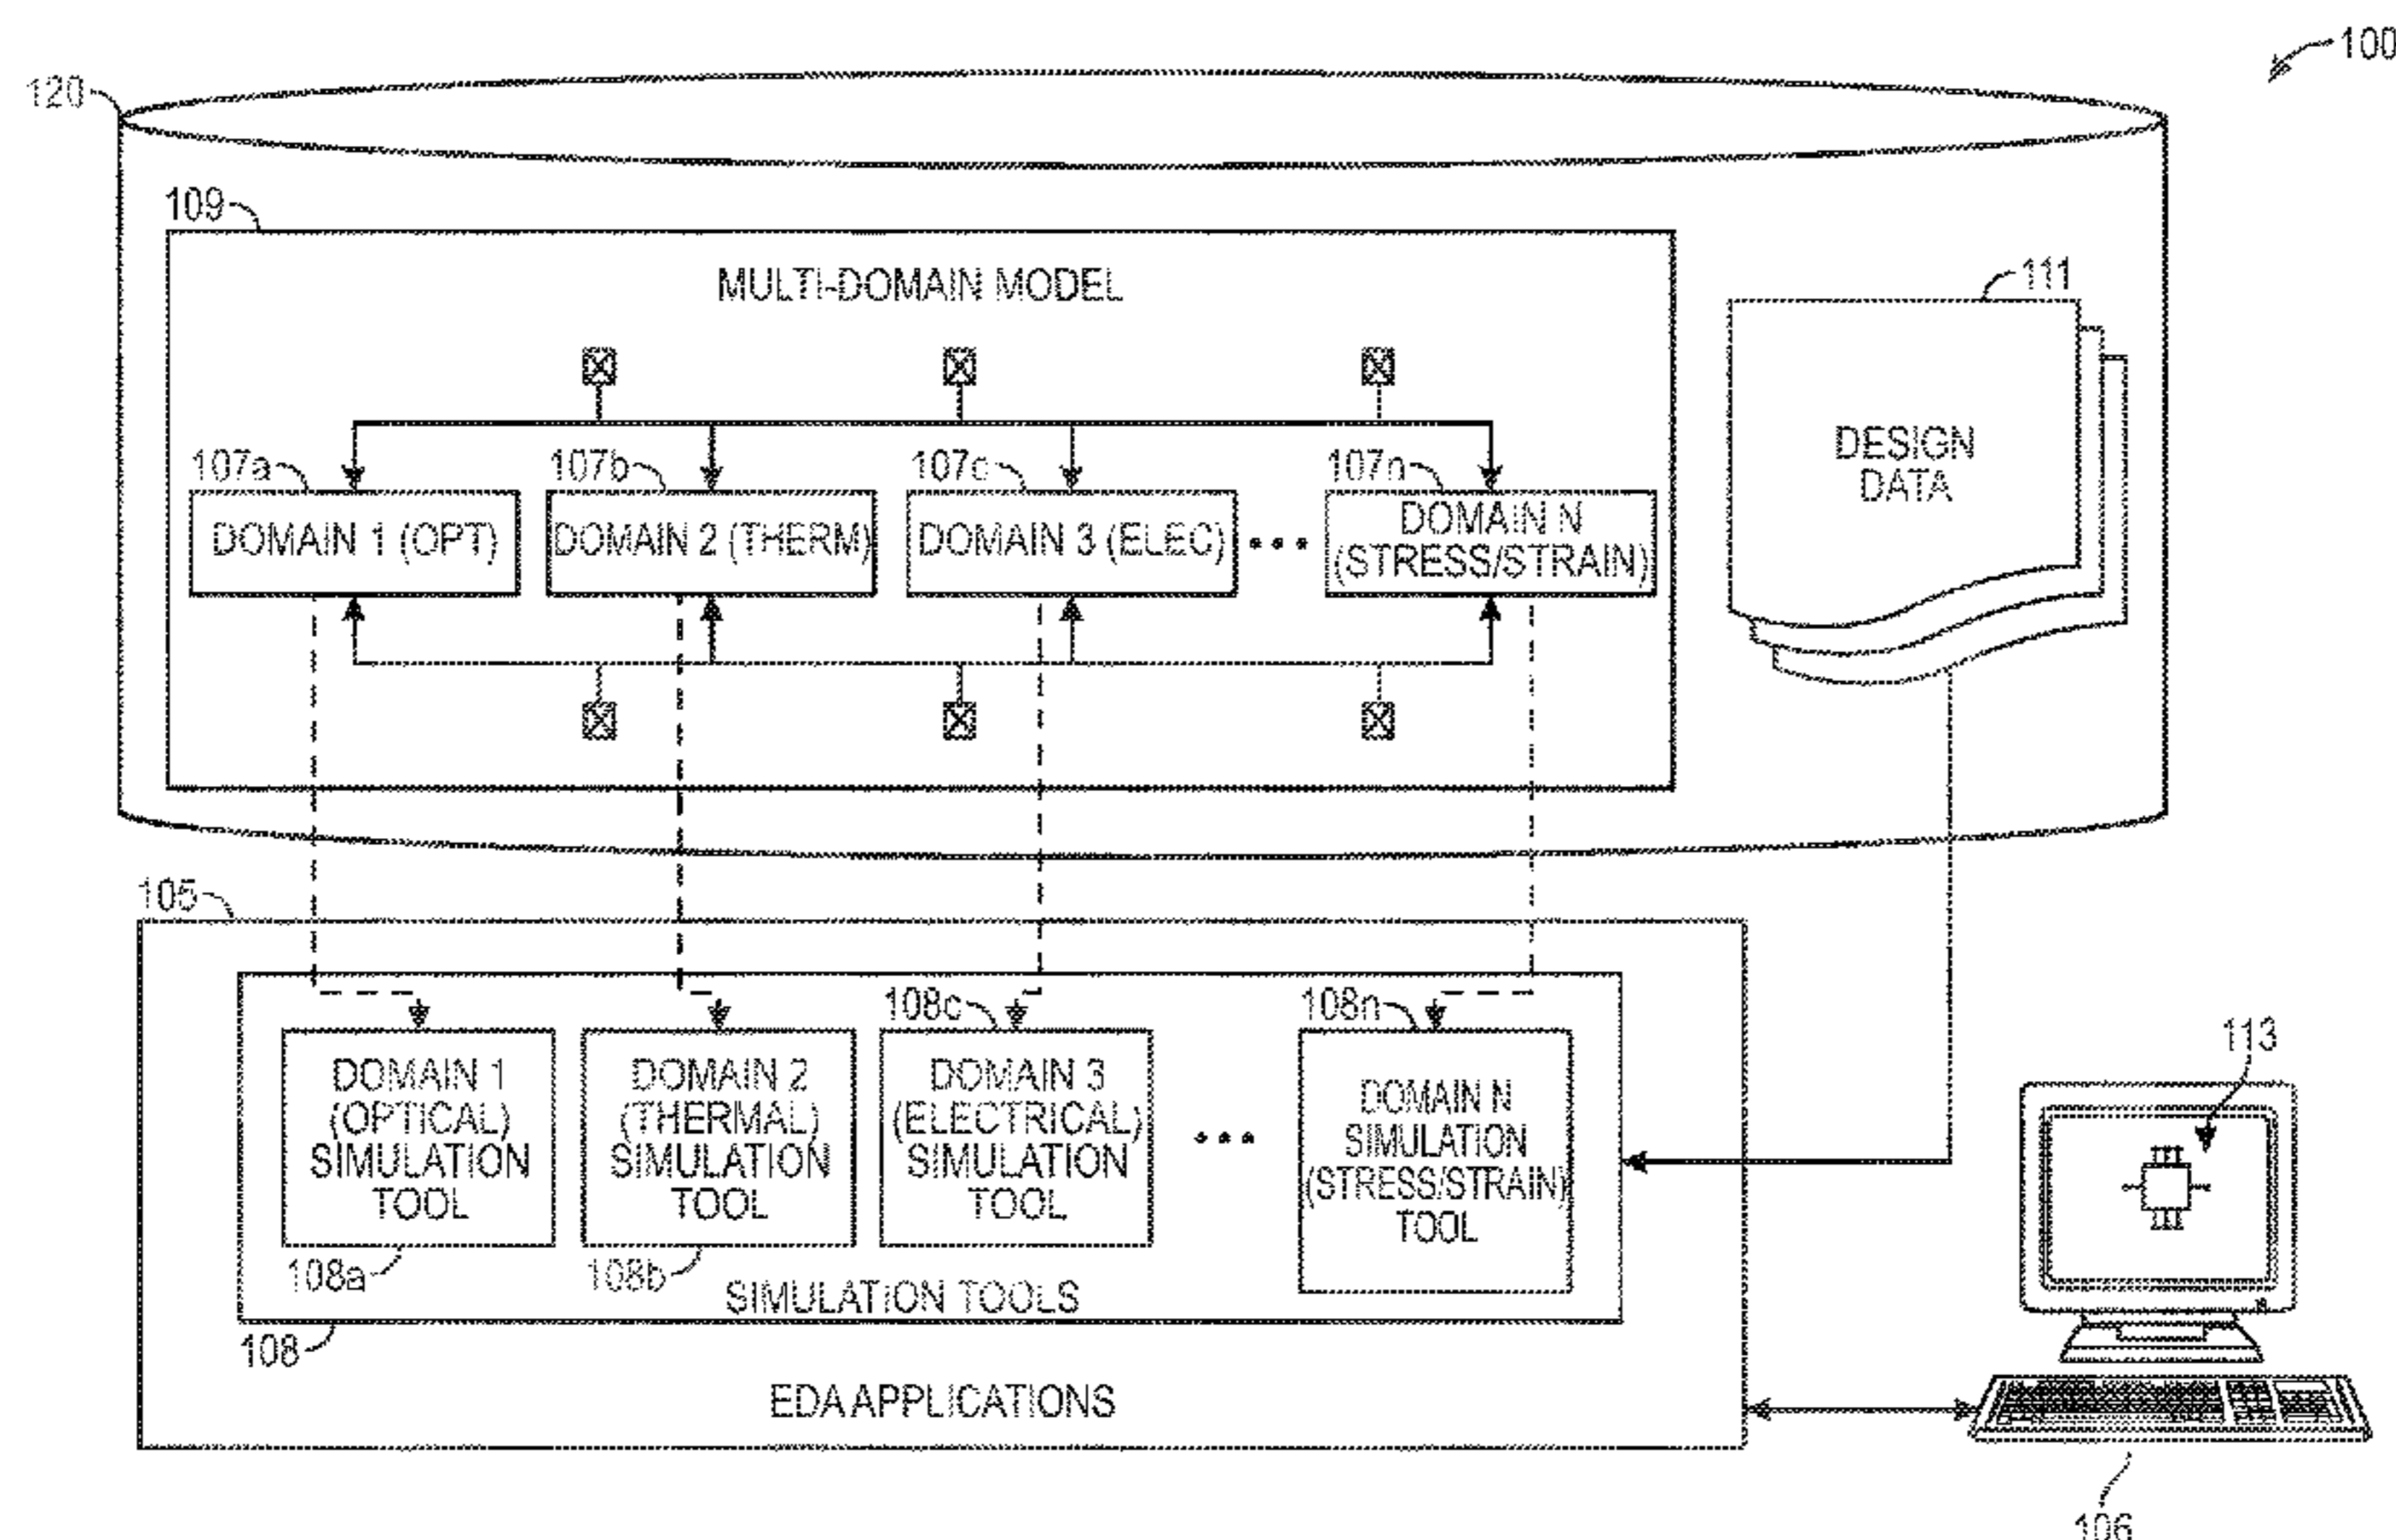 100
120
109
MULTI-DOMAIN MODEL
111
DESIGN
DATA
107a
107b
107c
107n
DOMAIN 1 (OPT)
DOMAIN 2 (THERM)
DOMAIN 3 (ELEC)
•••
DOMAIN N
(STRESS/STRAIN)
105
108c
108n
DOMAIN 1
(OPTICAL)
SIMULATION
TOOL
DOMAIN 2
(THERMAL)
SIMULATION
TOOL
DOMAIN 3
(ELECTRICAL)
SIMULATION
TOOL
•••
DOMAIN N
SIMULATION
(STRESS/STRAIN)
TOOL
113
108a
108b
SIMULATION TOOLS
108
EDA APPLICATIONS
106